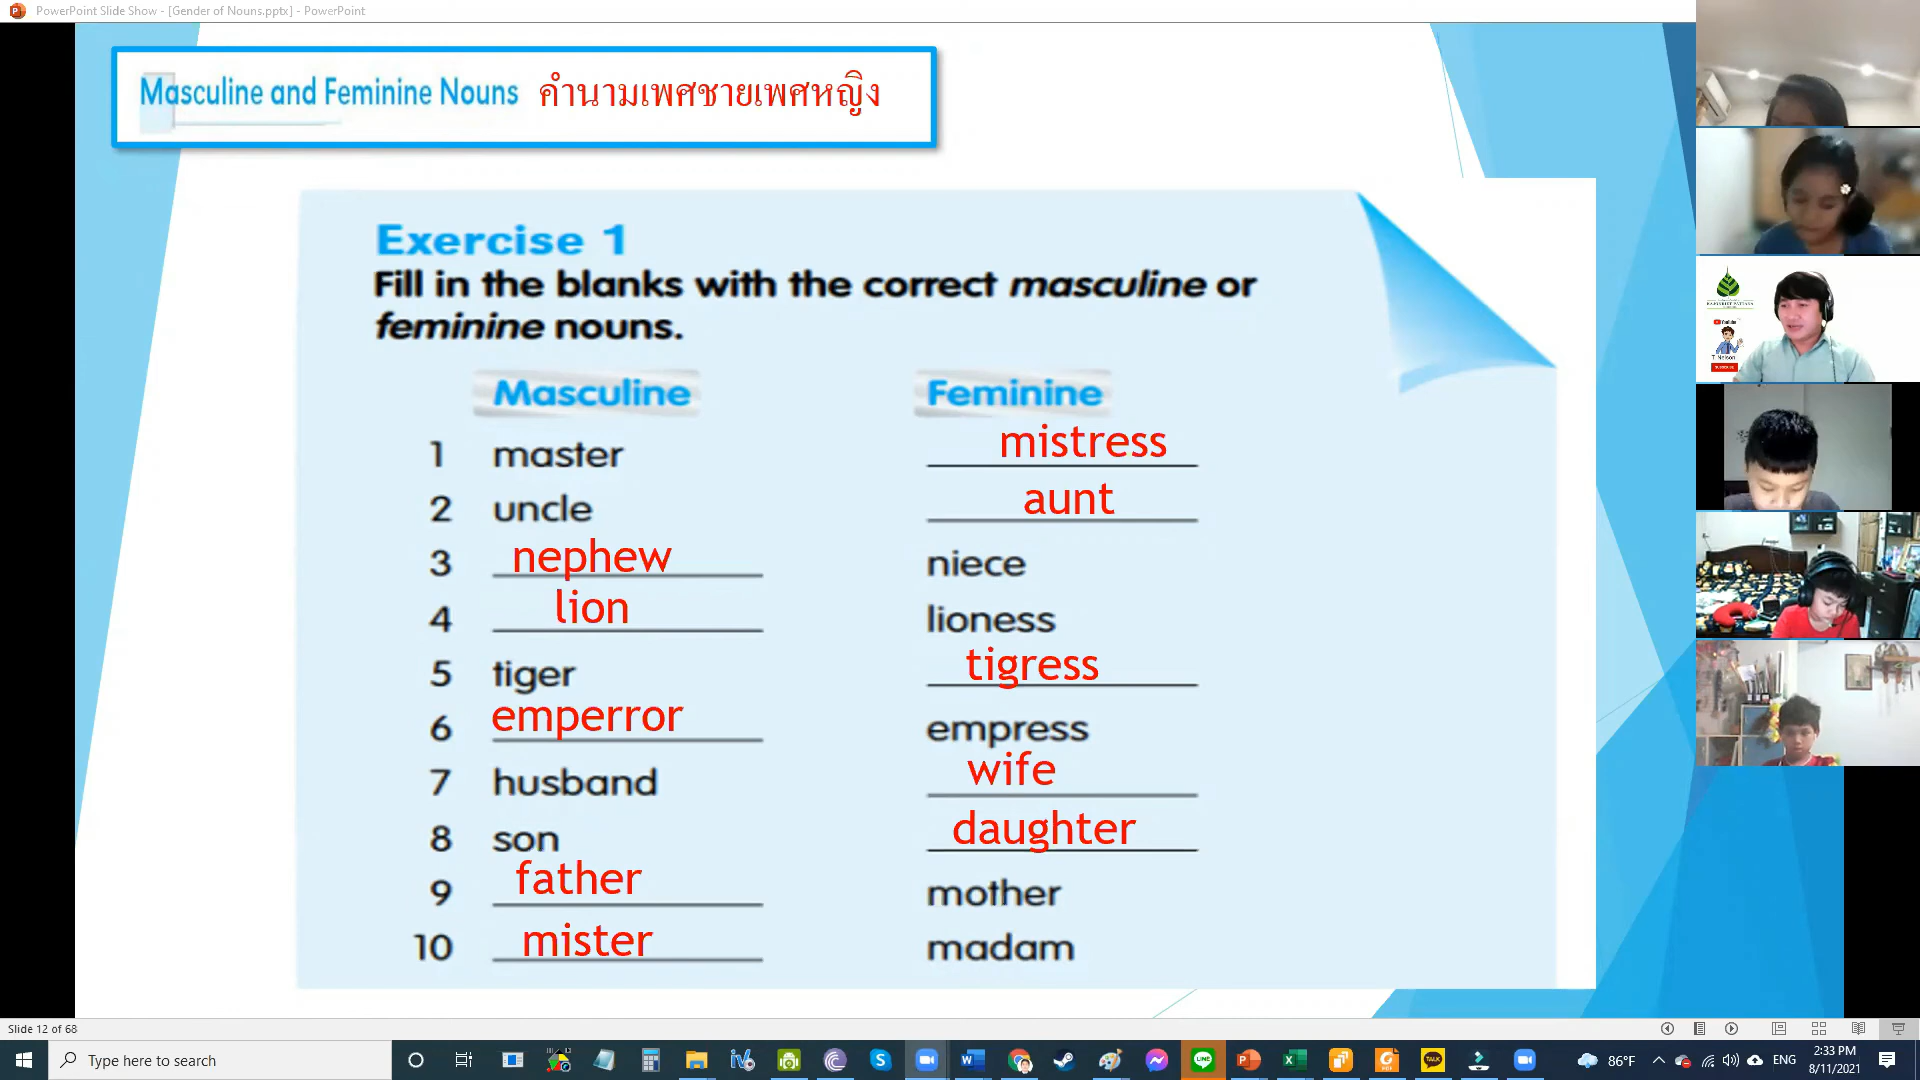 PowerPoint Slide Show - [Gender of Nouns.pptx] - PowerPoint
Masculine and Feminine Nouns คำนามเพศชายเพศหญิง
Exercise 1
Fill in the blanks with the correct masculine or
feminine nouns.
Masculine Feminine
1 master mistress
2 uncle aunt
3 nephew niece
4 lion lioness
5 tiger tigress
6 emperror empress
7 husband wife
8 son daughter
9 father mother
10 mister madam
YouTube
T. Nelson
SUBSCRIBE
Slide 12 of 68
Type here to search
TALK
86°F
ENG
2:33 PM
8/11/2021